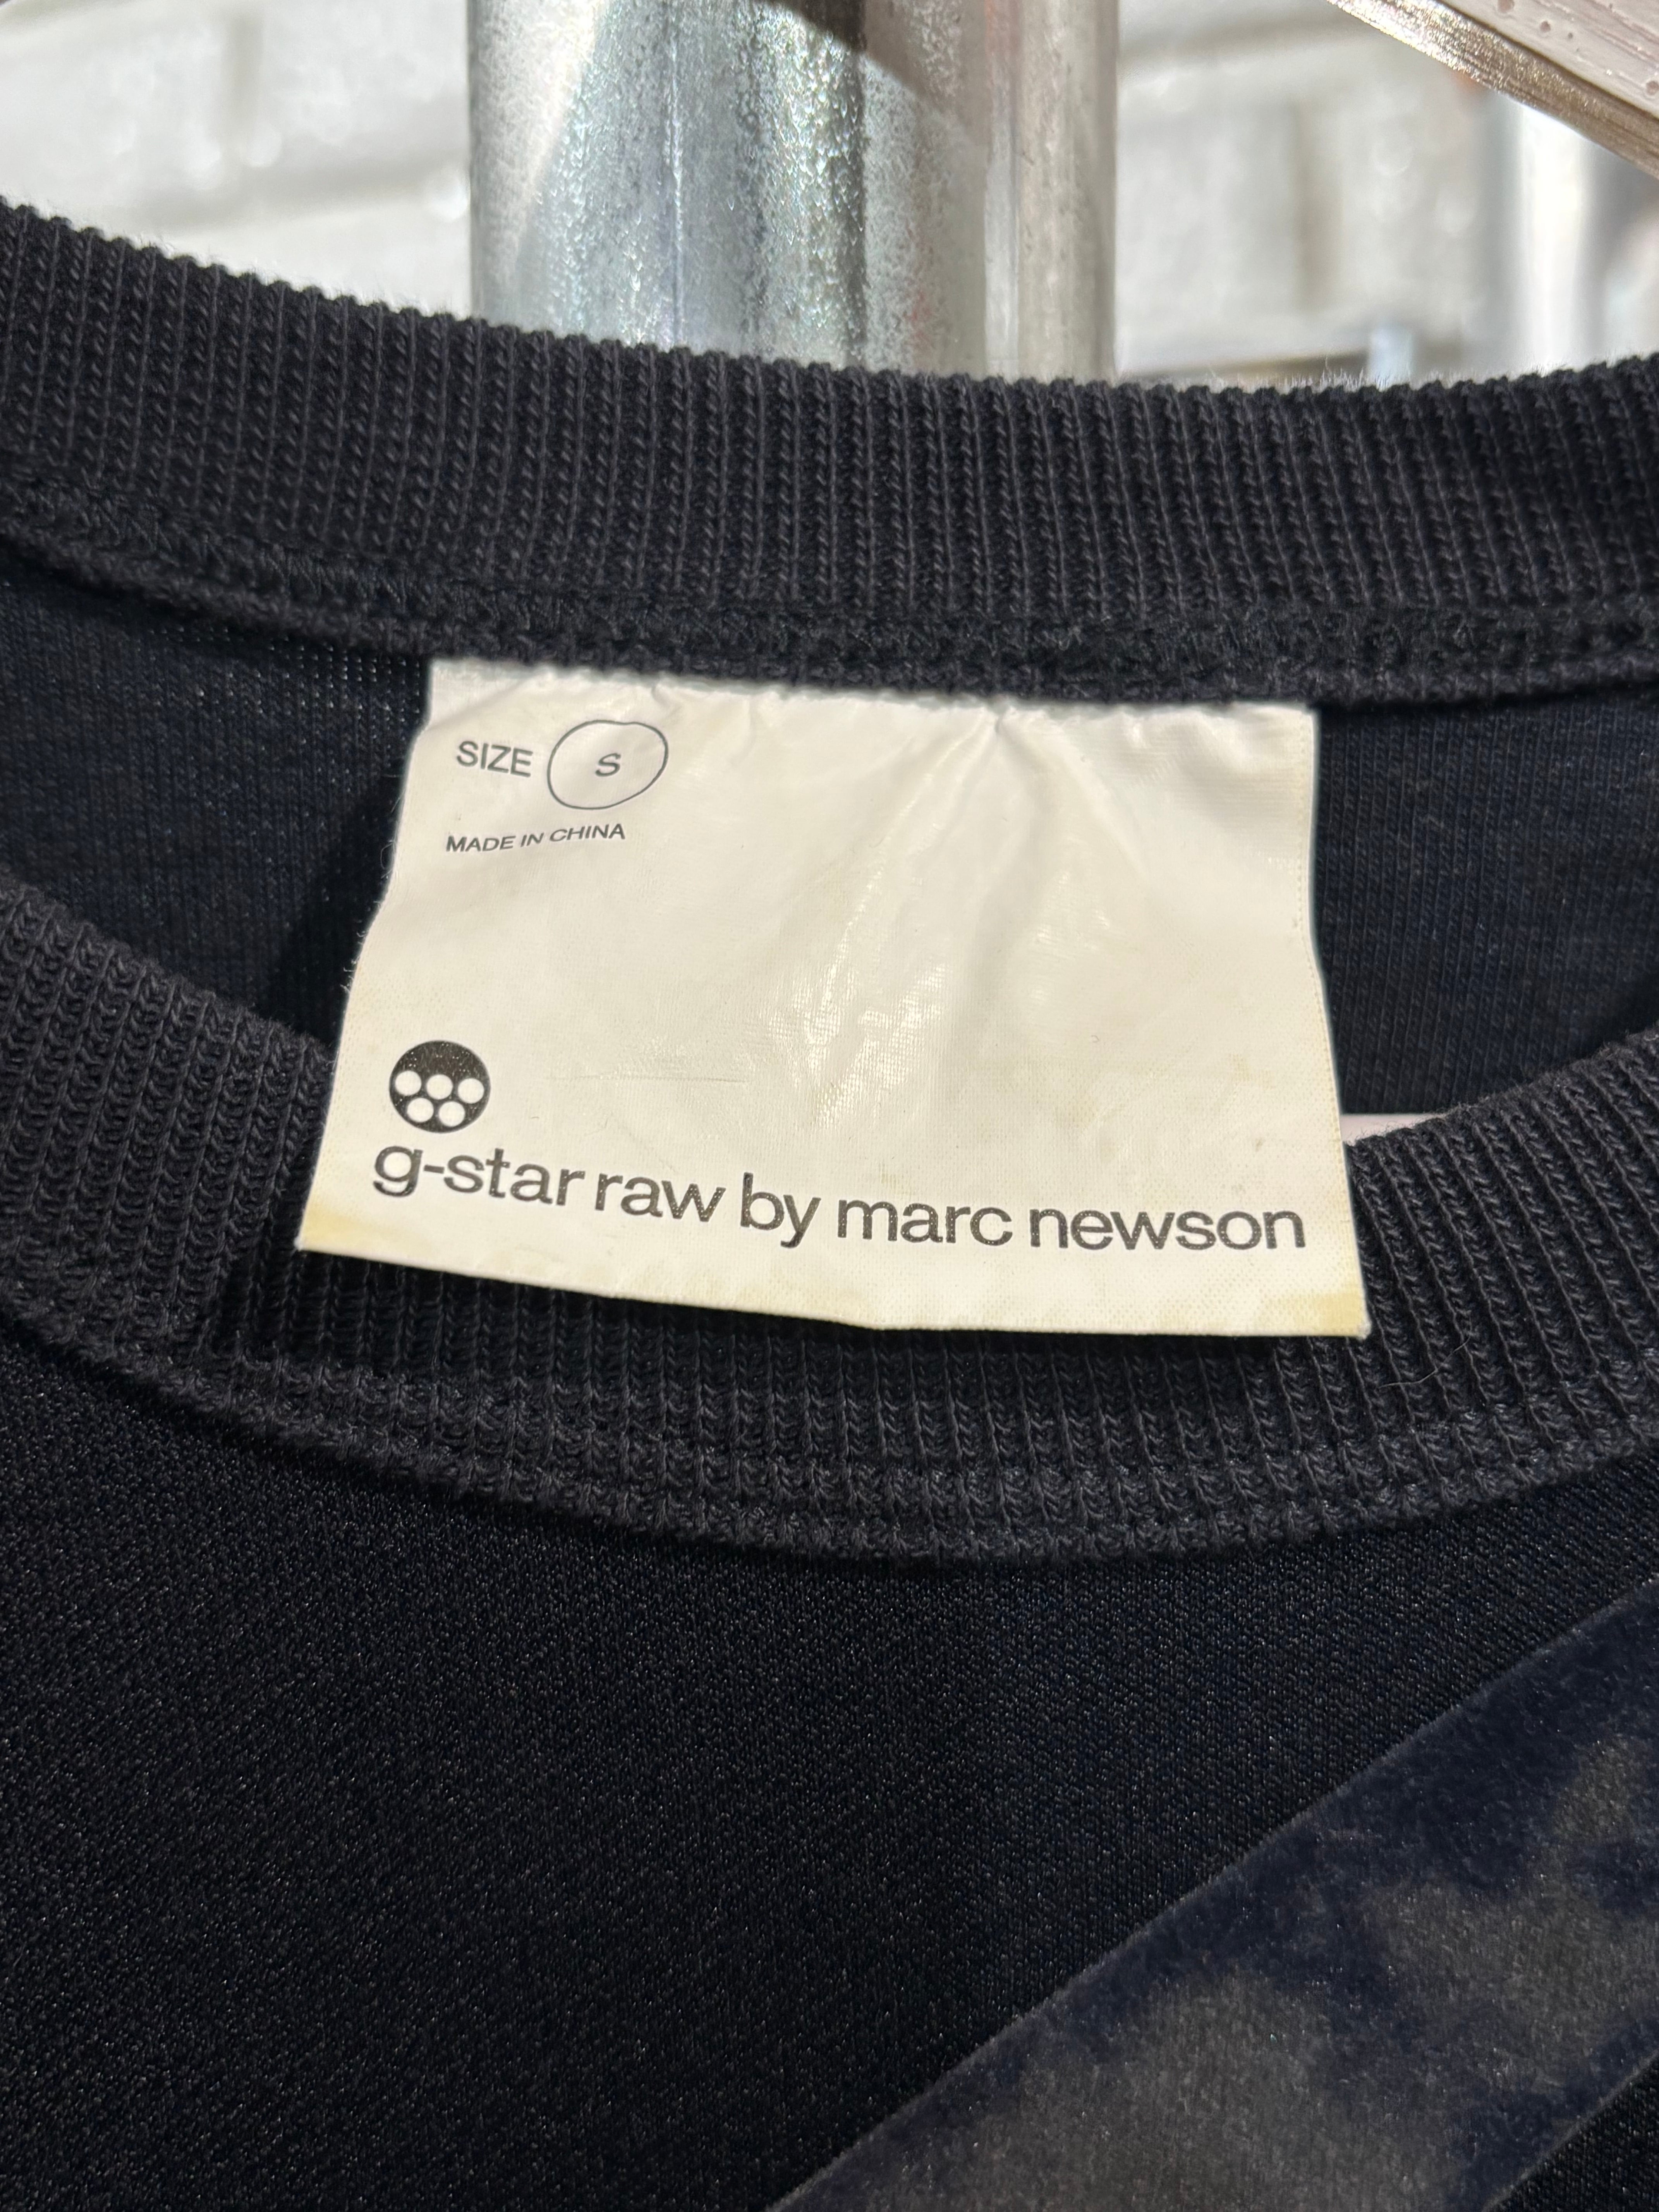 SIZE S
MADE IN CHINA
g-star raw by marc newson